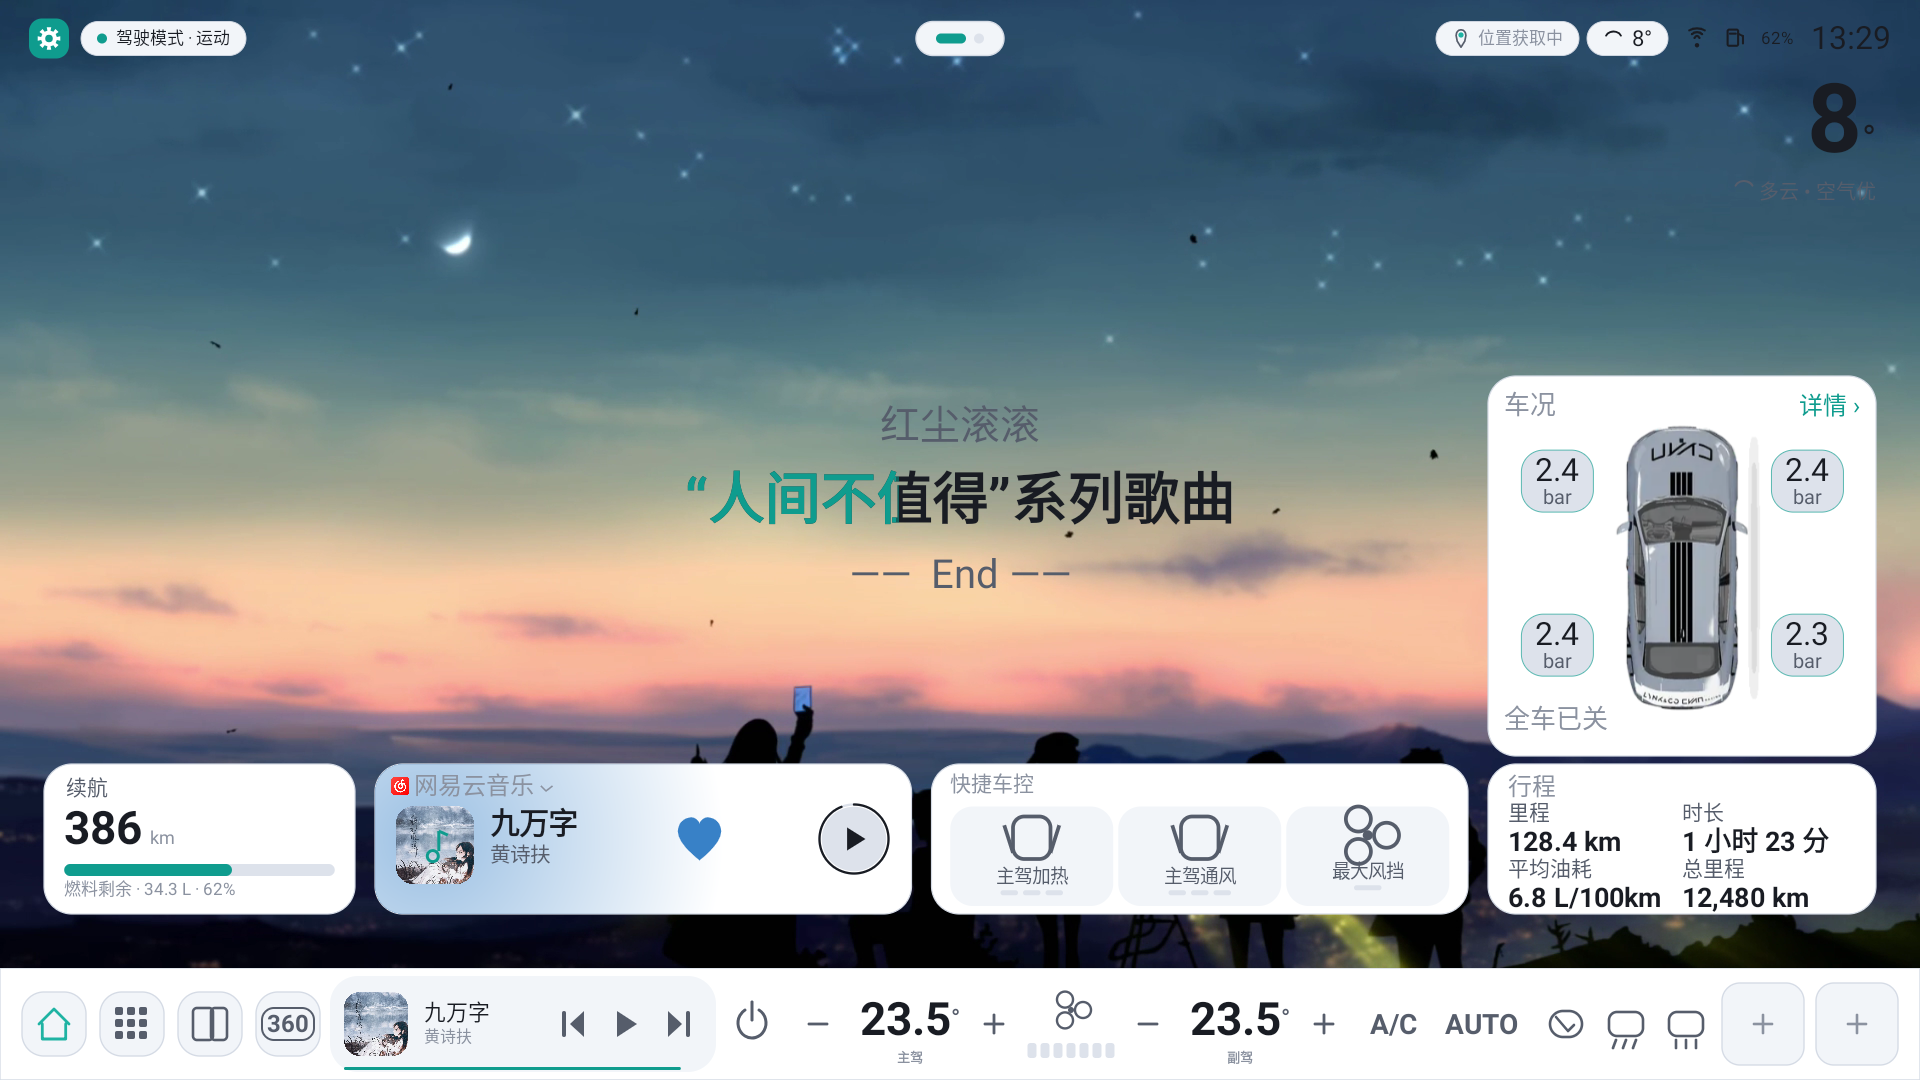 驾驶模式 · 运动
位置获取中
8°
62%
13:29
8°
多云 · 空气优
红尘滚滚
“人间不值得”系列歌曲
—— End ——
车况
详情 ›
2.4
bar
2.4
bar
2.4
bar
2.3
bar
全车已关
续航
386 km
燃料剩余 · 34.3 L · 62%
网易云音乐
九万字
黄诗扶
快捷车控
主驾加热
主驾通风
最大风挡
行程
里程
128.4 km
时长
1 小时 23 分
平均油耗
6.8 L/100km
总里程
12,480 km
360
九万字
黄诗扶
23.5°
主驾
23.5°
副驾
A/C
AUTO